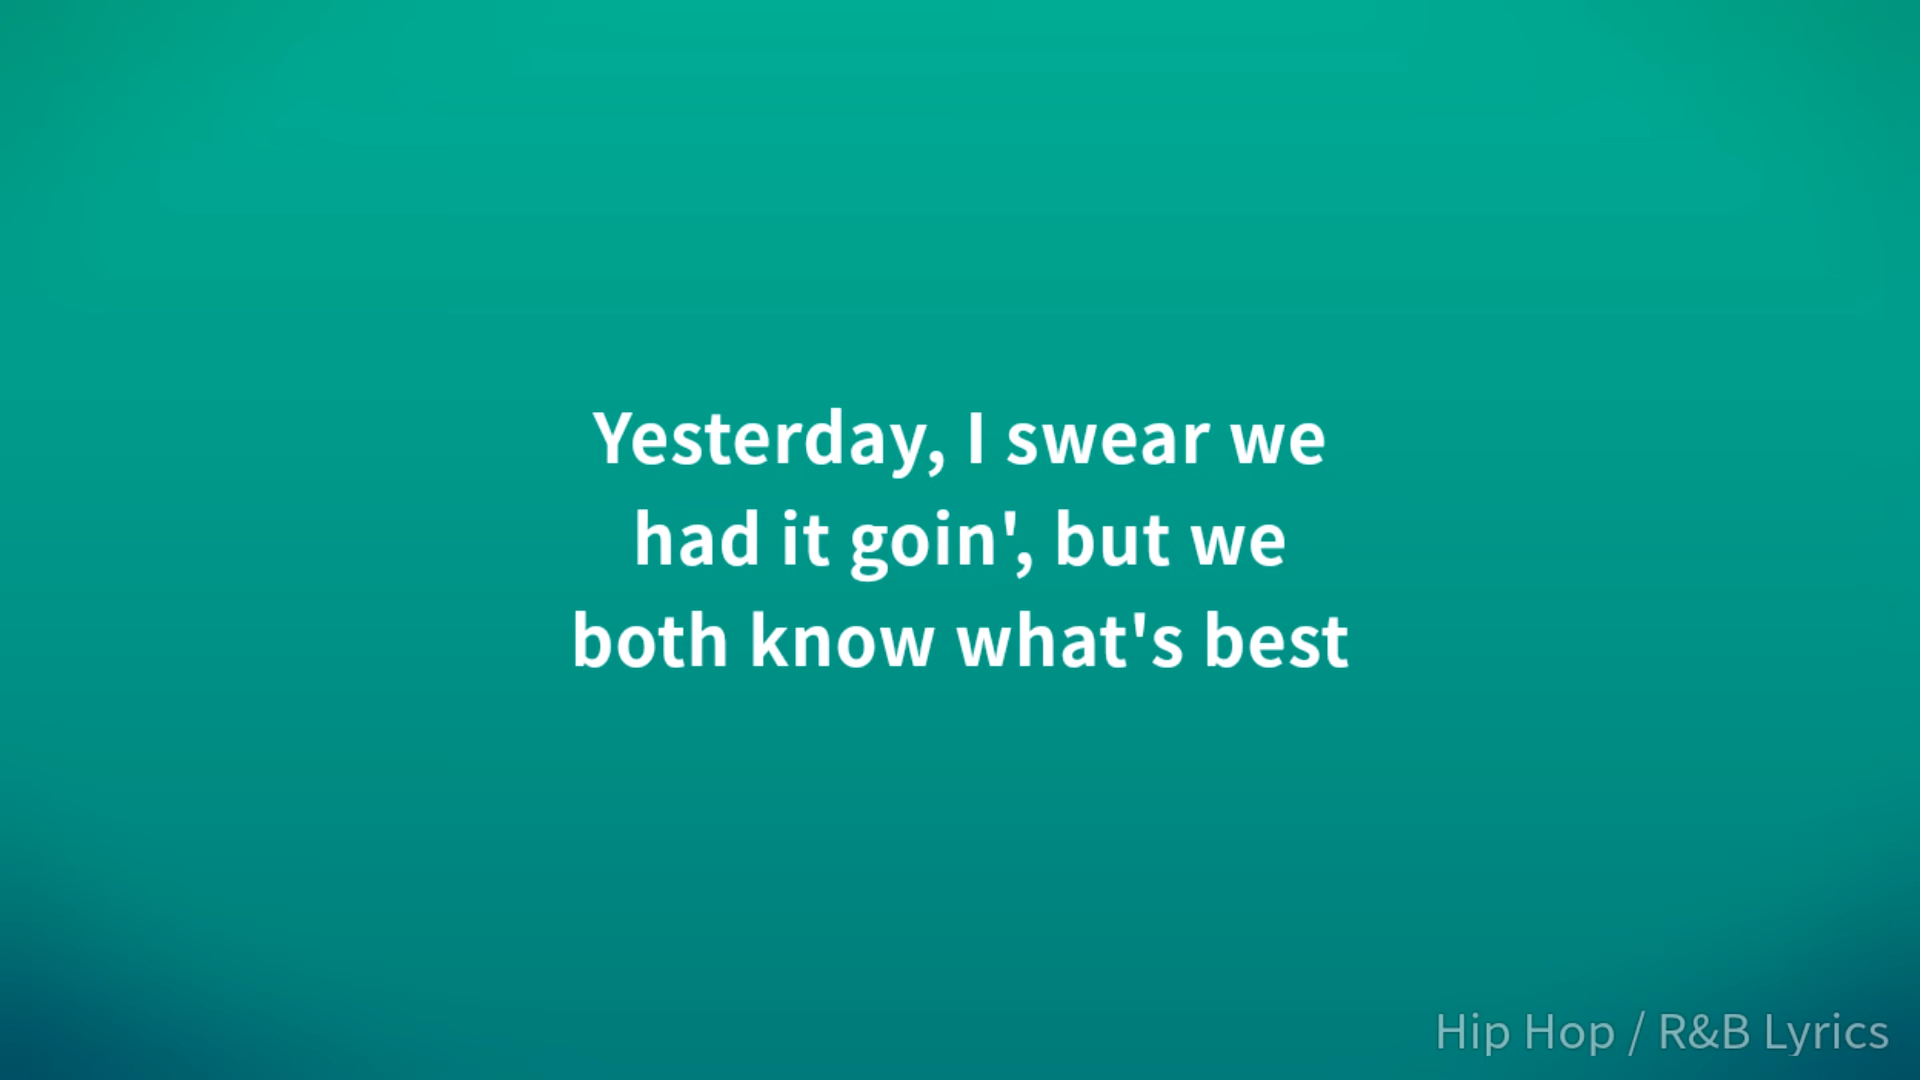 Yesterday, I swear we
had it goin', but we
both know what's best
Hip Hop / R&B Lyrics